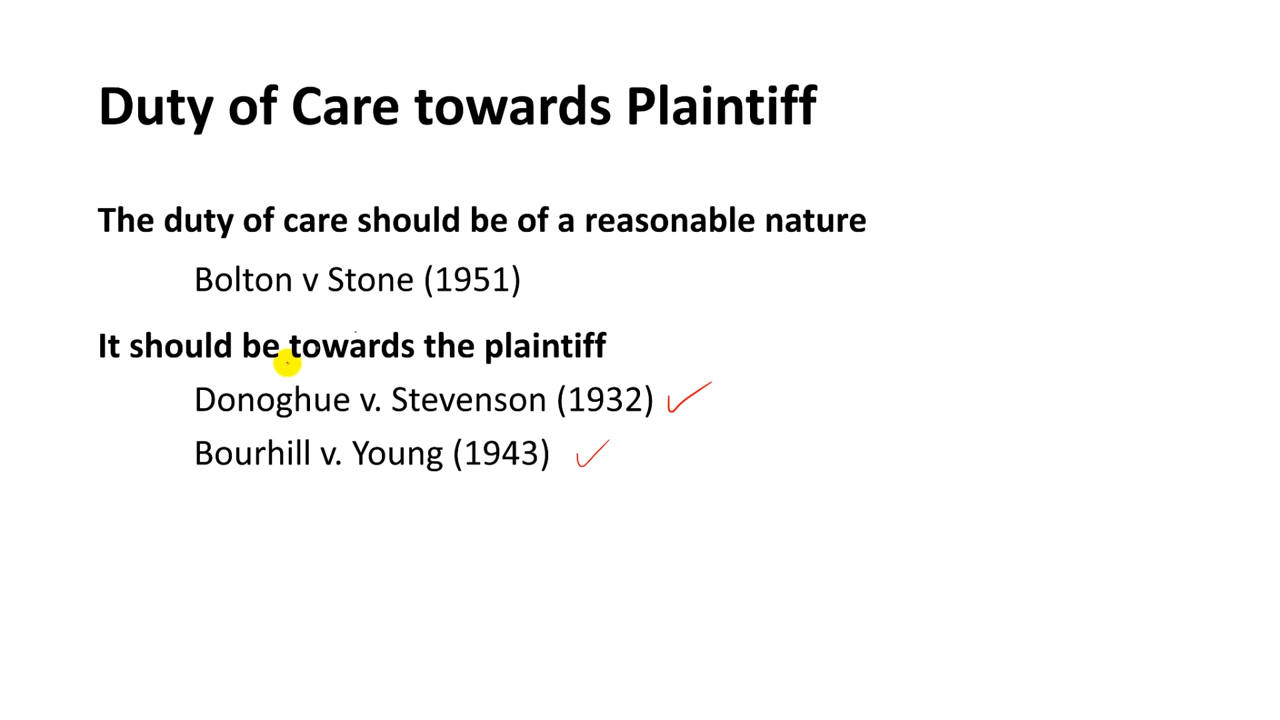 Duty of Care towards Plaintiff
The duty of care should be of a reasonable nature
Bolton v Stone (1951)
It should be towards the plaintiff
Donoghue v. Stevenson (1932)
Bourhill v. Young (1943)